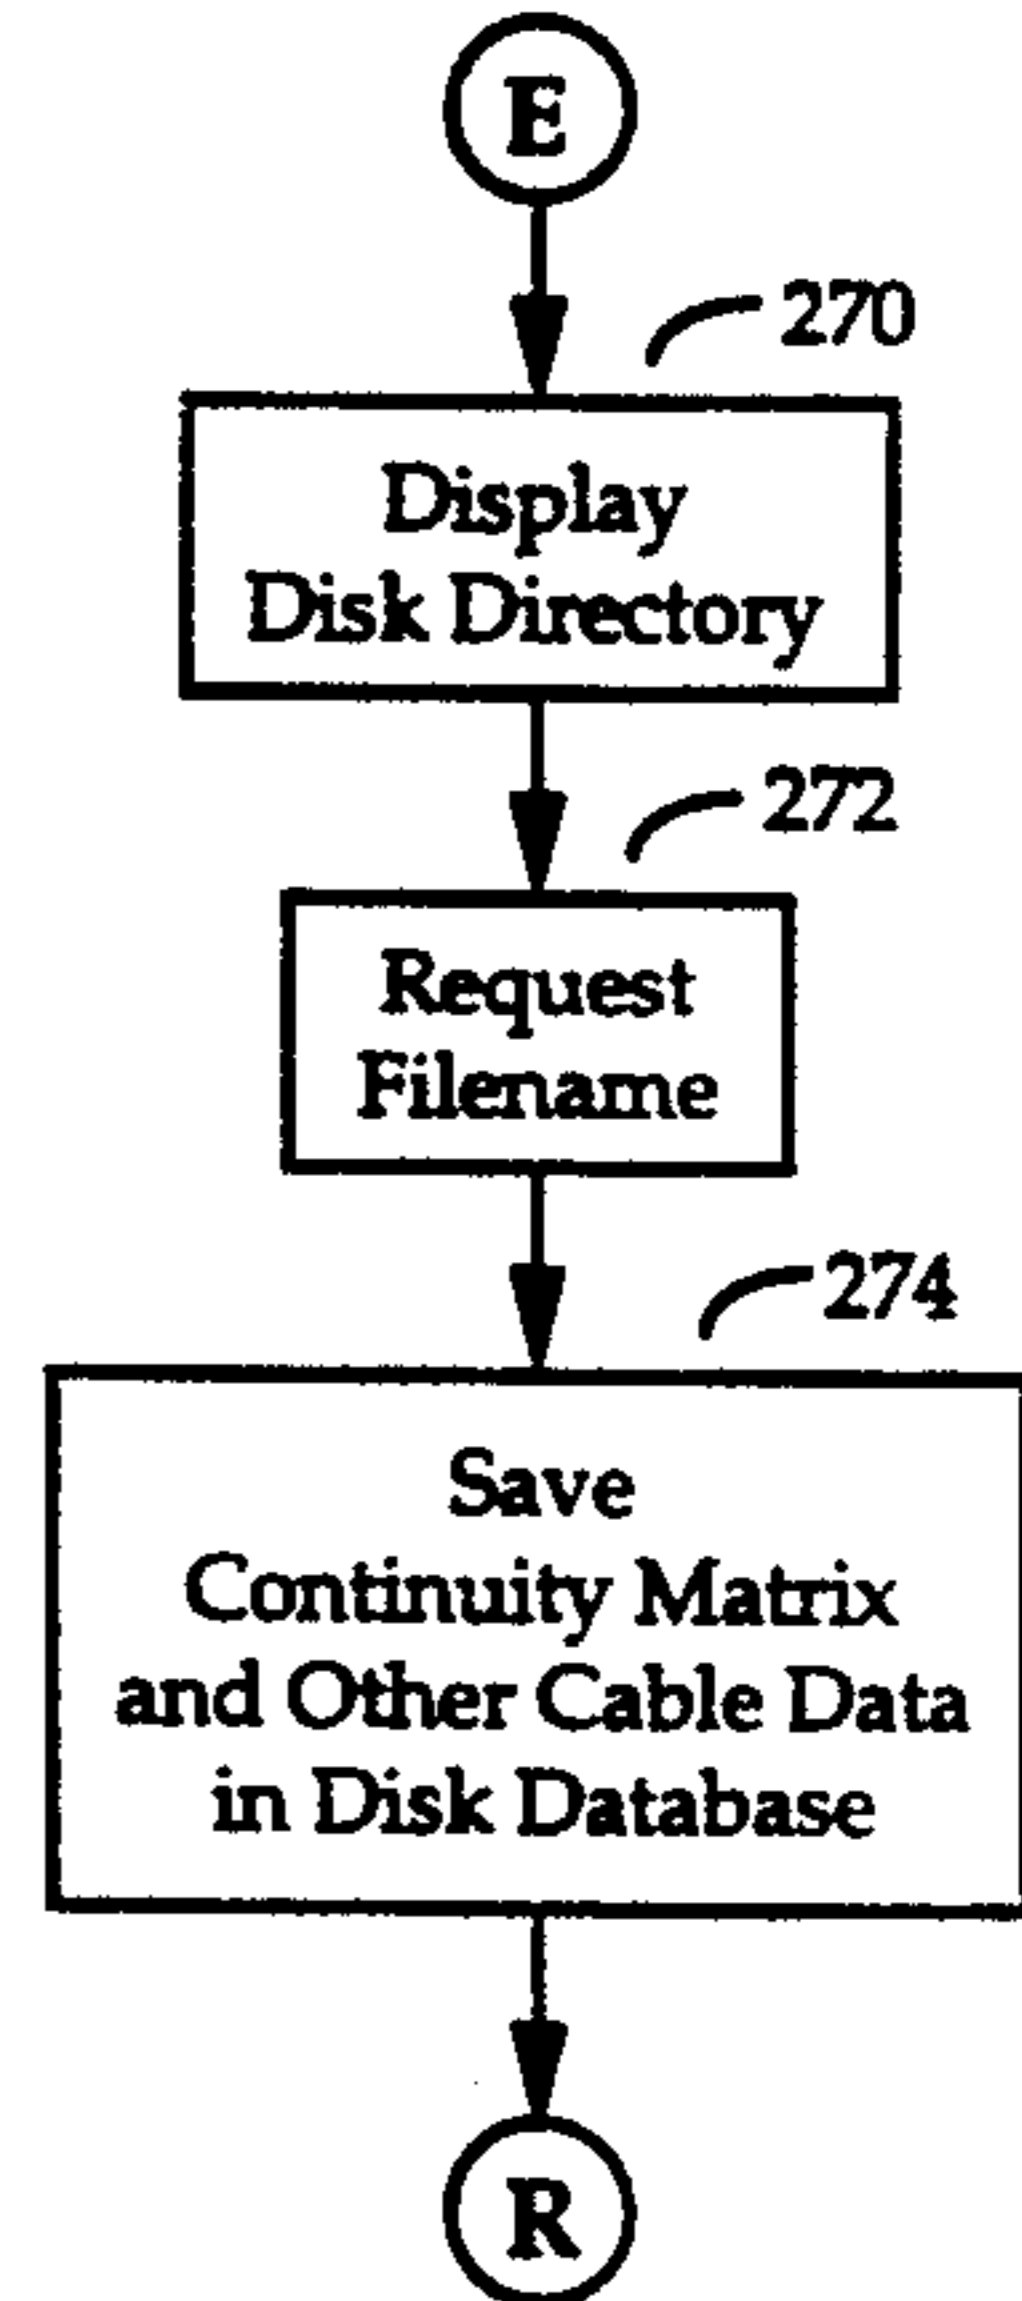 E
270
Display
Disk Directory
272
Request
Filename
274
Save
Continuity Matrix
and Other Cable Data
in Disk Database
R